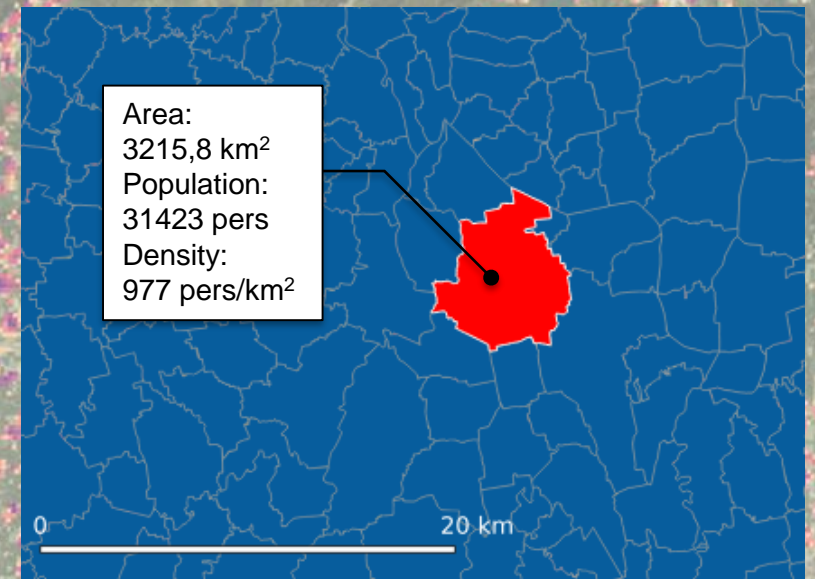 Area:
3215,8 km²
Population:
31423 pers
Density:
977 pers/km²
0
20 km